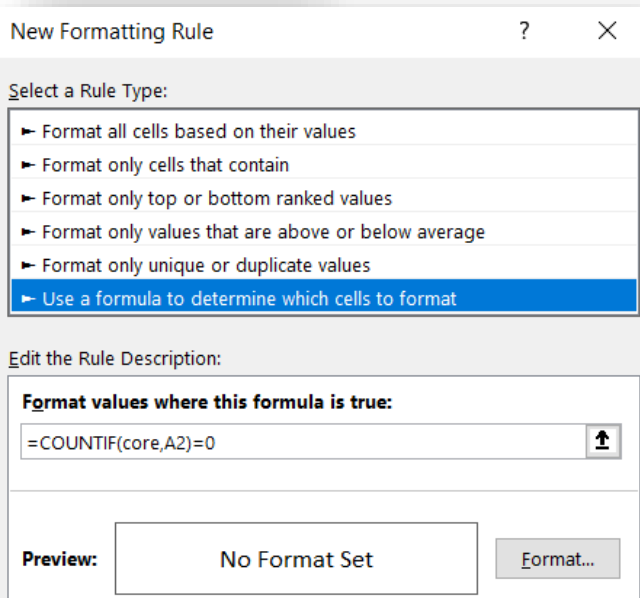 New Formatting Rule ?
Select a Rule Type:
► Format all cells based on their values
► Format only cells that contain
► Format only top or bottom ranked values
► Format only values that are above or below average
► Format only unique or duplicate values
► Use a formula to determine which cells to format
Edit the Rule Description:
Format values where this formula is true:
=COUNTIF(core,A2)=0
Preview: No Format Set Format...